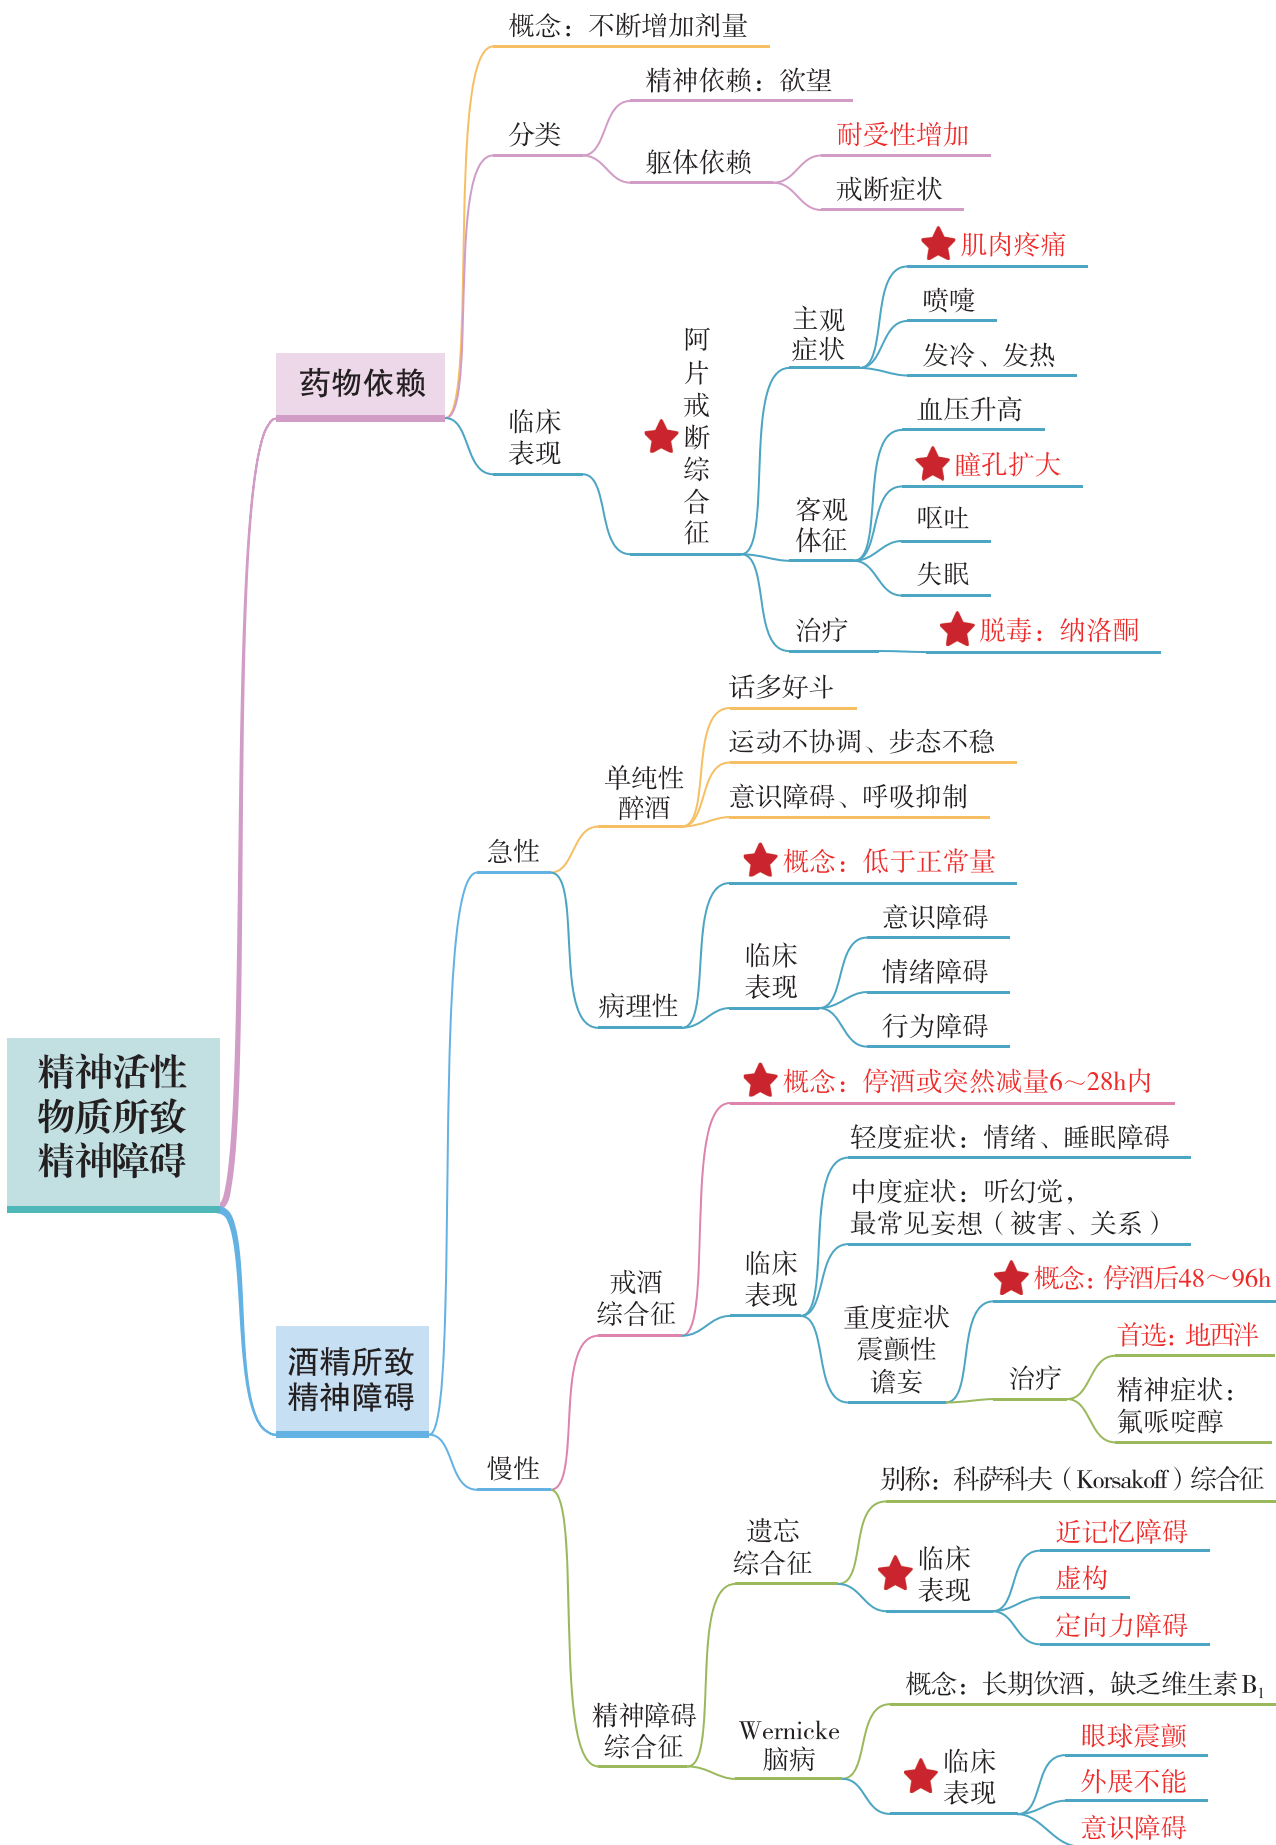 概念：不断增加剂量
精神依赖：欲望
分类
耐受性增加
躯体依赖
戒断症状
肌肉疼痛
喷嚏
主观
症状
发冷、发热
阿
片
戒
断
综
合
征
药物依赖
临床
表现
血压升高
瞳孔扩大
客观
体征
呕吐
失眠
治疗
脱毒：纳洛酮
话多好斗
运动不协调、步态不稳
单纯性
醉酒
意识障碍、呼吸抑制
急性
概念：低于正常量
意识障碍
临床
表现
情绪障碍
病理性
行为障碍
精神活性
物质所致
精神障碍
概念：停酒或突然减量6～28h内
轻度症状：情绪、睡眠障碍
中度症状：听幻觉，
最常见妄想（被害、关系）
戒酒
综合征
临床
表现
概念：停酒后48～96h
重度症状
震颤性
谵妄
首选：地西泮
治疗
精神症状：
氟哌啶醇
酒精所致
精神障碍
慢性
别称：科萨科夫（Korsakoff）综合征
遗忘
综合征
近记忆障碍
临床
表现
虚构
定向力障碍
概念：长期饮酒，缺乏维生素B₁
精神障碍
综合征
Wernicke
脑病
眼球震颤
临床
表现
外展不能
意识障碍